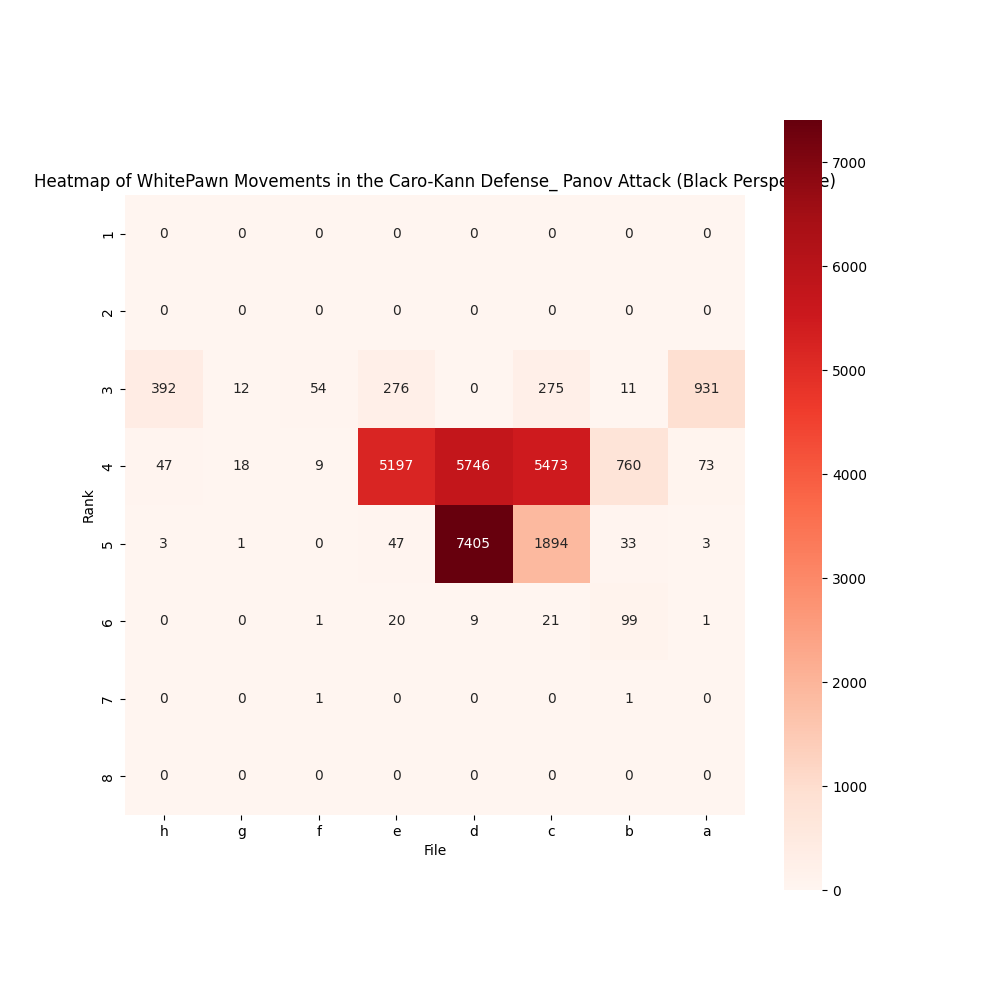 Heatmap of WhitePawn Movements in the Caro-Kann Defense_ Panov Attack (Black Perspe e)
7000
1 0 0 0 0 0 0 0 0
6000
2 0 0 0 0 0 0 0 0
5000
3 392 12 54 276 0 275 11 931
4 47 18 9 5197 5746 5473 760 73
4000
Rank
5 3 1 0 47 7405 1894 33 3
3000
6 0 0 1 20 9 21 99 1
2000
7 0 0 1 0 0 0 1 0
8 0 0 0 0 0 0 0 0
1000
h g f e d c b a
File
0